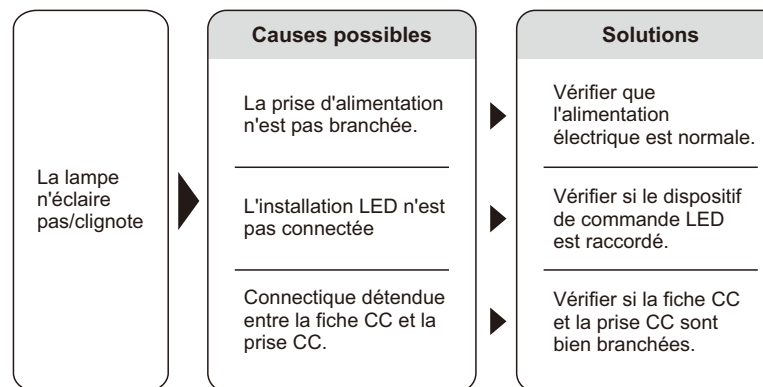 La lampe
n'éclaire
pas/clignote
Causes possibles
La prise d'alimentation
n'est pas branchée.
L'installation LED n'est
pas connectée
Connectique détendue
entre la fiche CC et la
prise CC.
Solutions
Vérifier que
l'alimentation
électrique est normale.
Vérifier si le dispositif
de commande LED
est raccordé.
Vérifier si la fiche CC
et la prise CC sont
bien branchées.